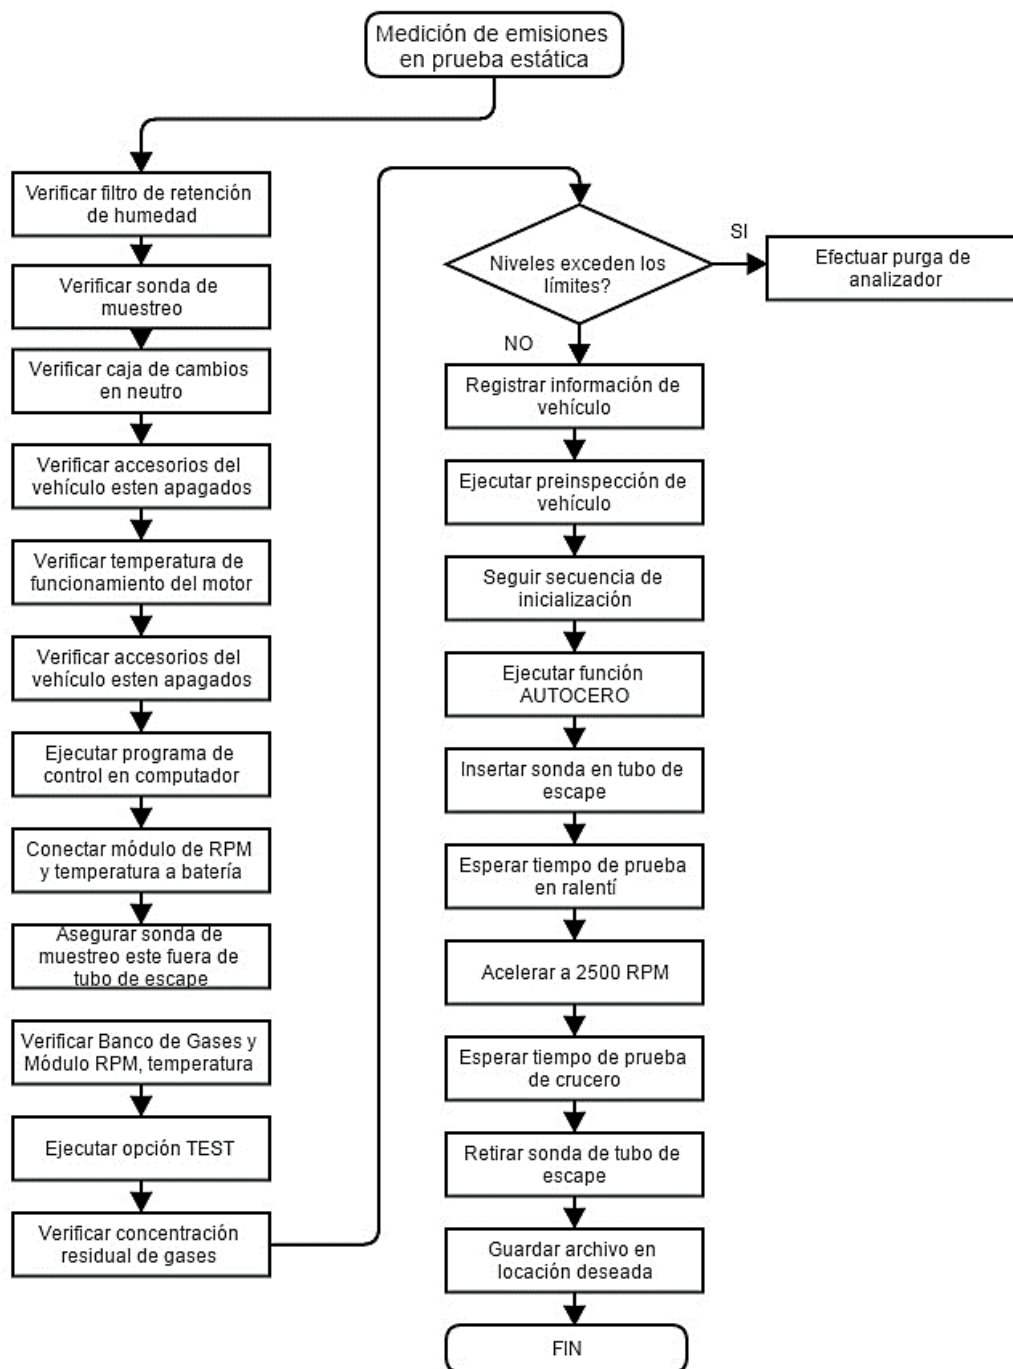 Medición de emisiones
en prueba estática
Verificar filtro de retención
de humedad
Verificar sonda de
muestreo
Verificar caja de cambios
en neutro
Verificar accesorios del
vehículo esten apagados
Verificar temperatura de
funcionamiento del motor
Verificar accesorios del
vehículo esten apagados
Ejecutar programa de
control en computador
Conectar módulo de RPM
y temperatura a batería
Asegurar sonda de
muestreo este fuera de
tubo de escape
Verificar Banco de Gases y
Módulo RPM, temperatura
Ejecutar opción TEST
Verificar concentración
residual de gases
Niveles exceden los
límites?
SI
Efectuar purga de
analizador
NO
Registrar información de
vehículo
Ejecutar preinspección de
vehículo
Seguir secuencia de
inicialización
Ejecutar función
AUTOCERO
Insertar sonda en tubo de
escape
Esperar tiempo de prueba
en ralentí
Acelerar a 2500 RPM
Esperar tiempo de prueba
de crucero
Retirar sonda de tubo de
escape
Guardar archivo en
locación deseada
FIN